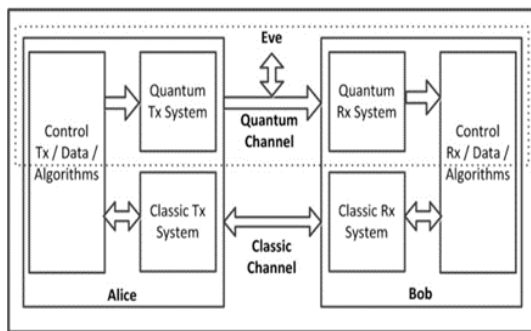 Eve
Quantum
Tx System
Quantum
Channel
Quantum
Rx System
Control
Tx / Data /
Algorithms
Control
Rx / Data /
Algorithms
Classic Tx
System
Classic
Channel
Classic Rx
System
Alice
Bob